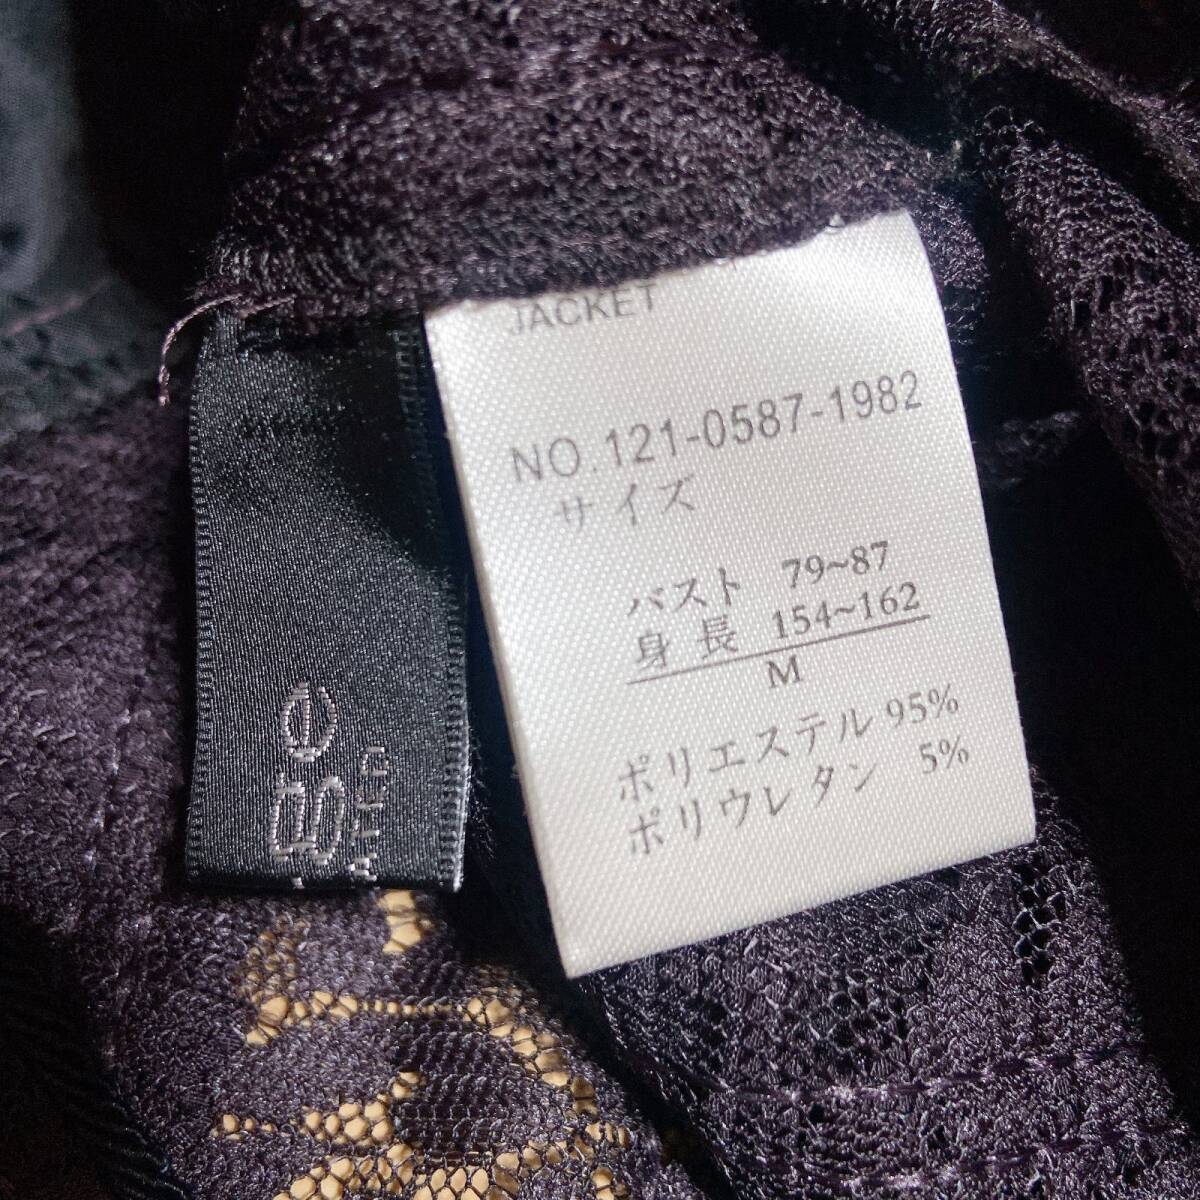 JACKET
NO.121-0587-1982
サイズ
バスト 79~87
身長 154~162
M
ポリエステル 95%
ポリウレタン 5%